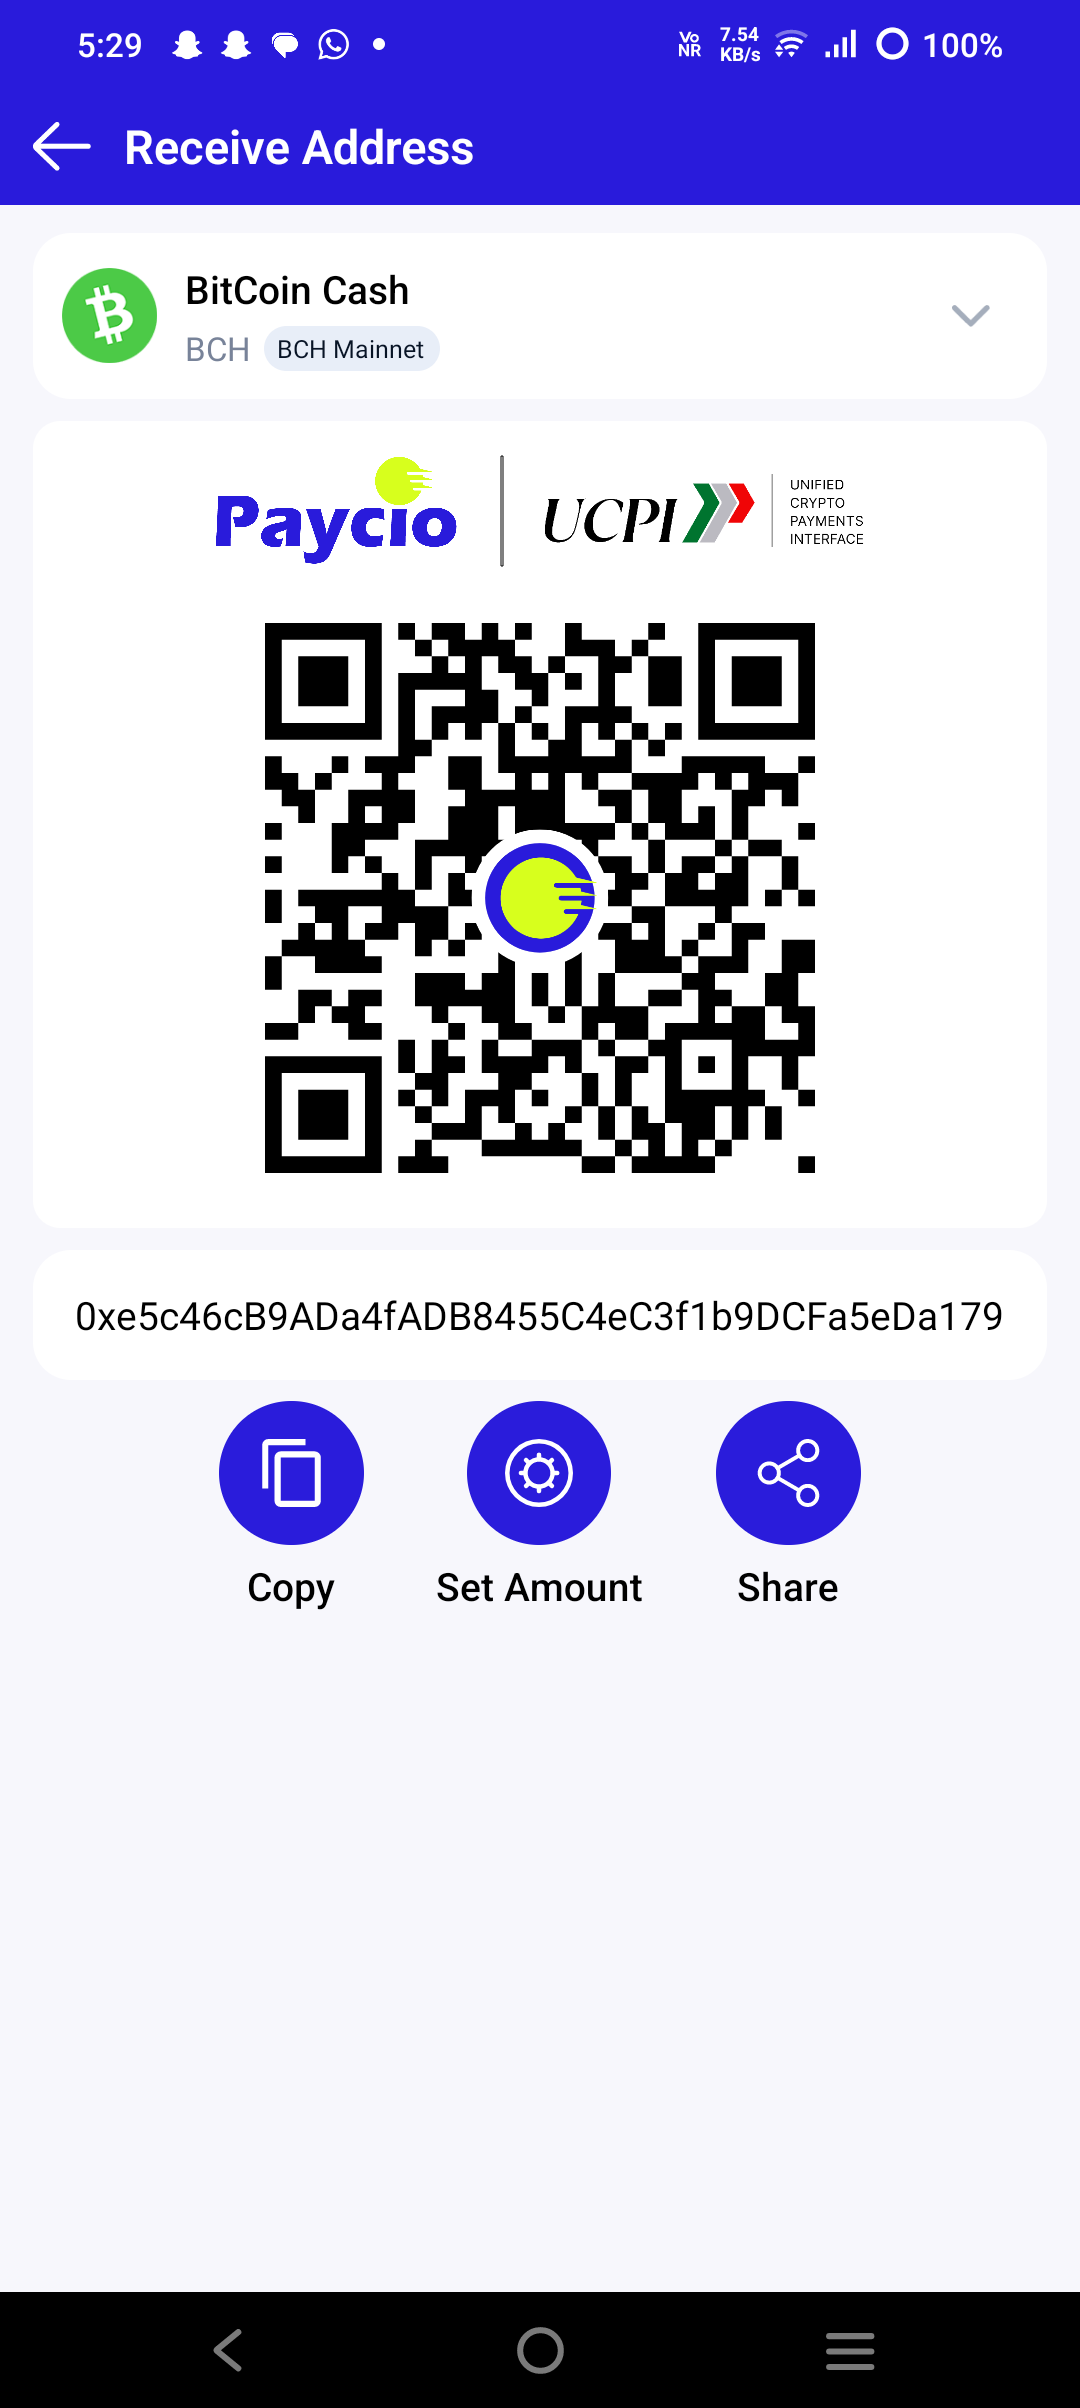 5:29
Vo NR
7.54 KB/s
100%
Receive Address
BitCoin Cash
BCH
BCH Mainnet
Paycio
UCPI
UNIFIED
CRYPTO
PAYMENTS
INTERFACE
0xe5c46cB9ADa4fADB8455C4eC3f1b9DCFa5eDa179
Copy
Set Amount
Share